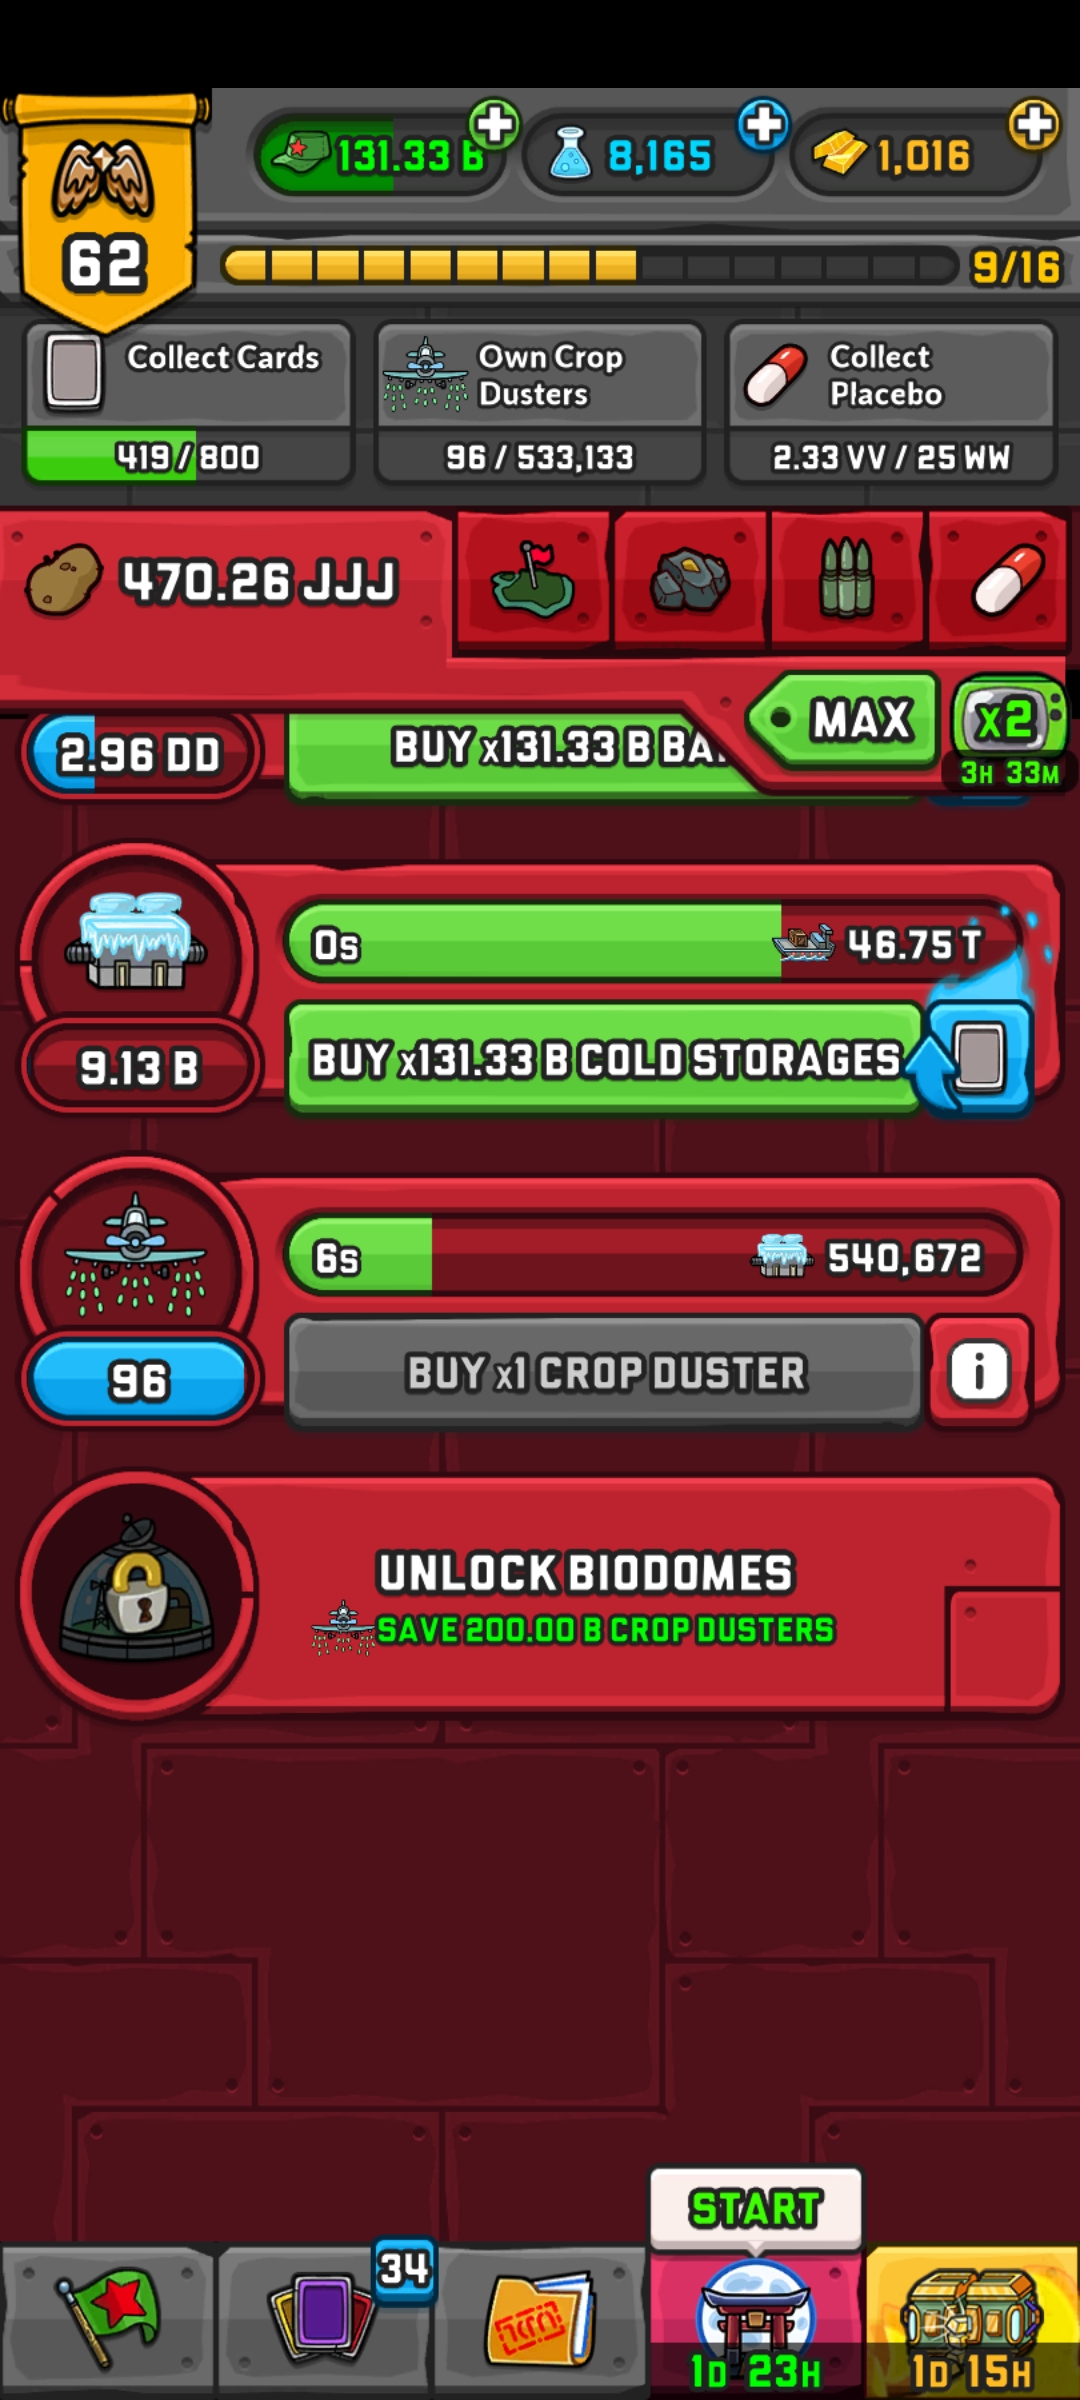 131.33 B
8,165
1,016
62
9/16
Collect Cards
419 / 800
Own Crop
Dusters
96 / 533,133
Collect
Placebo
2.33 VV / 25 WW
470.26 JJJ
MAX
x2
3H 33M
2.96 DD
BUY x131.33 B BA
0s
46.75 T
9.13 B
BUY x131.33 B COLD STORAGES
6s
540,672
96
BUY x1 CROP DUSTER
i
UNLOCK BIODOMES
SAVE 200.00 B CROP DUSTERS
START
34
1D 23H
1D 15H